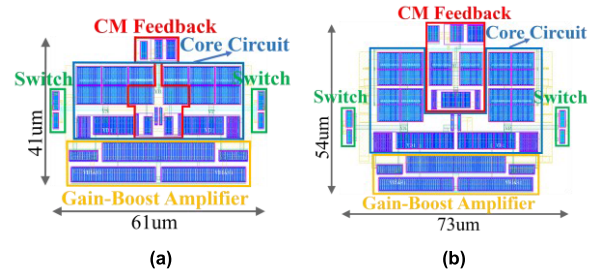 CM Feedback
Core Circuit
Switch
Switch
41um
Gain-Boost Amplifier
61um
(a)
CM Feedback
Core Circuit
Switch
Switch
54um
Gain-Boost Amplifier
73um
(b)